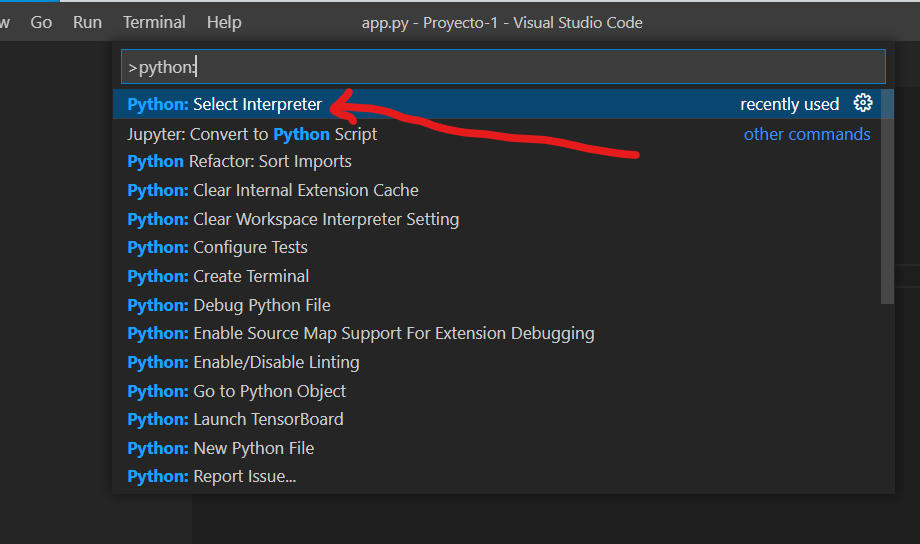 Go Run Terminal Help app.py - Proyecto-1 - Visual Studio Code
>python:
Python: Select Interpreter recently used
Jupyter: Convert to Python Script other commands
Python Refactor: Sort Imports
Python: Clear Internal Extension Cache
Python: Clear Workspace Interpreter Setting
Python: Configure Tests
Python: Create Terminal
Python: Debug Python File
Python: Enable Source Map Support For Extension Debugging
Python: Enable/Disable Linting
Python: Go to Python Object
Python: Launch TensorBoard
Python: New Python File
Python: Report Issue...